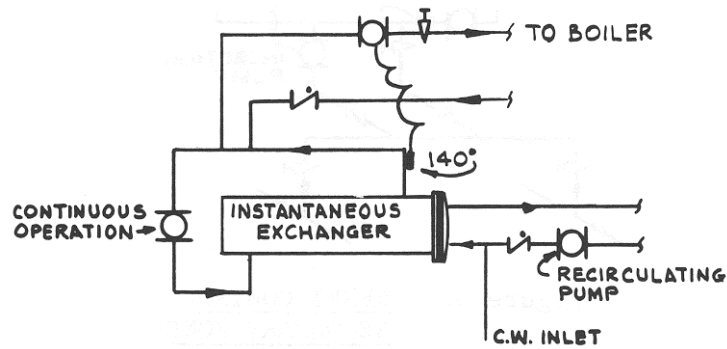 TO BOILER
140°
CONTINUOUS
OPERATION
INSTANTANEOUS
EXCHANGER
RECIRCULATING
PUMP
C.W. INLET